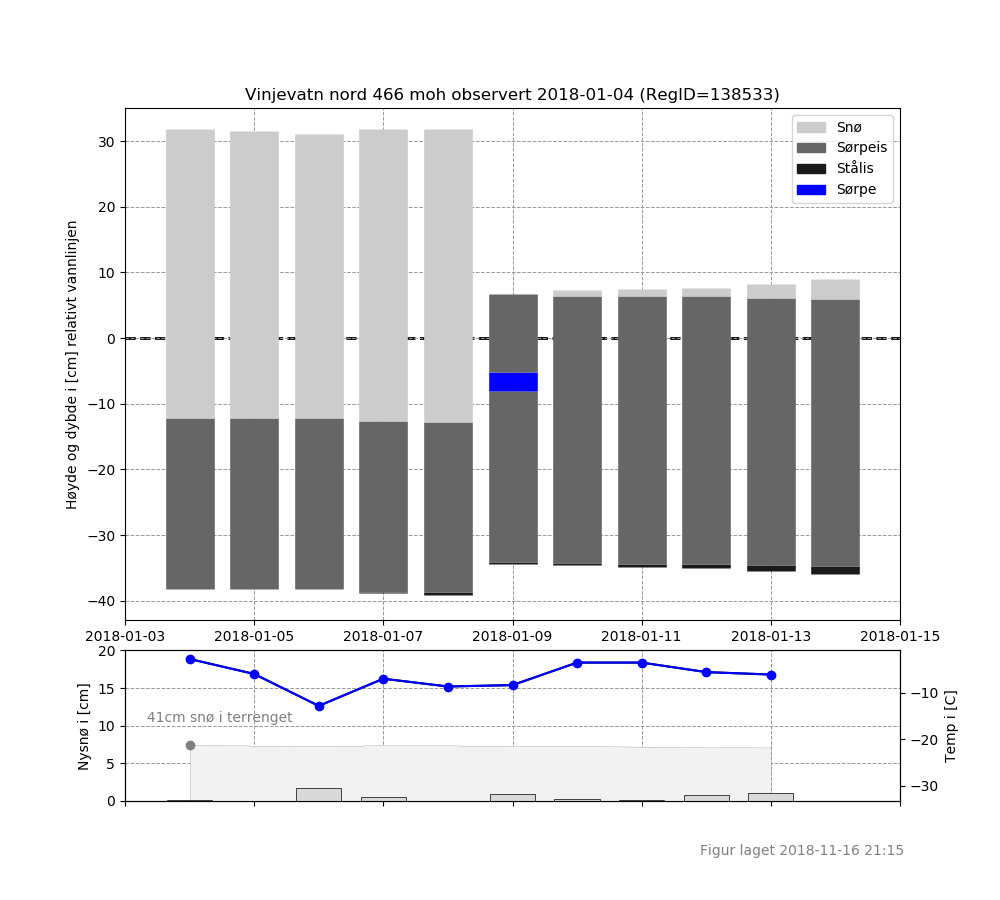 Vinjevatn nord 466 moh observert 2018-01-04 (RegID=138533)
Høyde og dybde i [cm] relativt vannlinjen
30
20
10
0
−10
−20
−30
−40
Snø
Sørpeis
Stålis
Sørpe
2018-01-03 2018-01-05 2018-01-07 2018-01-09 2018-01-11 2018-01-13 2018-01-15
Nysnø i [cm]
20
15
10
5
0
41cm snø i terrenget
−10
−20
−30
Temp i [C]
Figur laget 2018-11-16 21:15